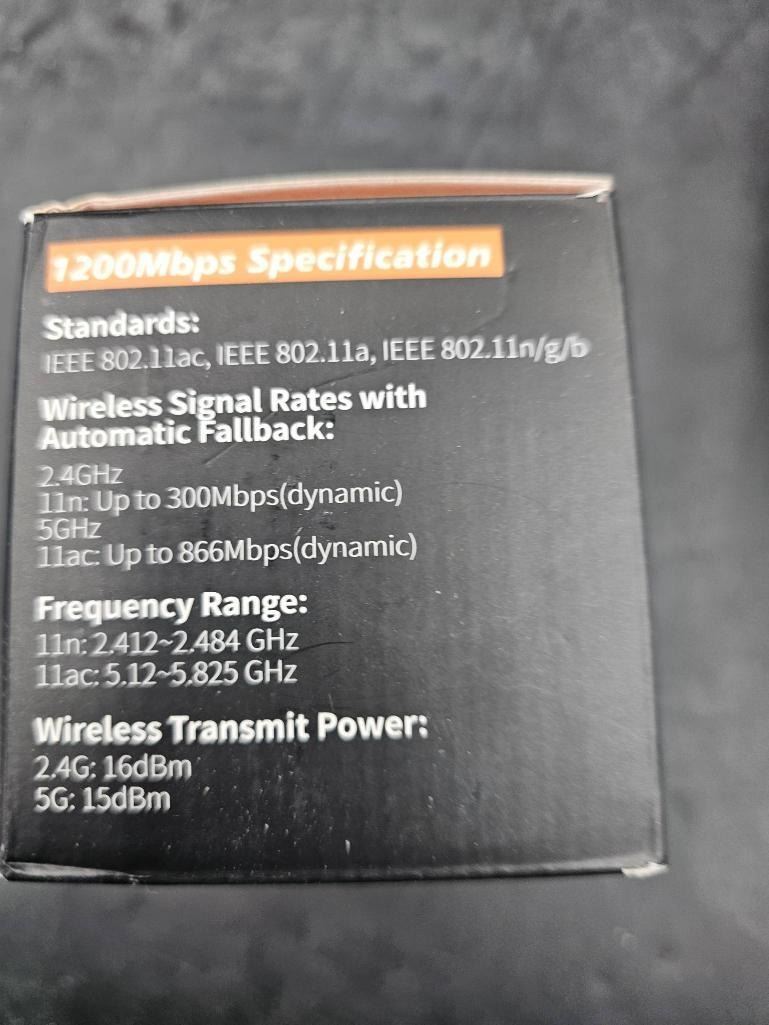 1200Mbps Specification
Standards:
IEEE 802.11ac, IEEE 802.11a, IEEE 802.11n/g/b
Wireless Signal Rates with
Automatic Fallback:
2.4GHz
11n: Up to 300Mbps(dynamic)
5GHz
11ac: Up to 866Mbps(dynamic)
Frequency Range:
11n: 2.412~2.484 GHz
11ac: 5.12~5.825 GHz
Wireless Transmit Power:
2.4G: 16dBm
5G: 15dBm